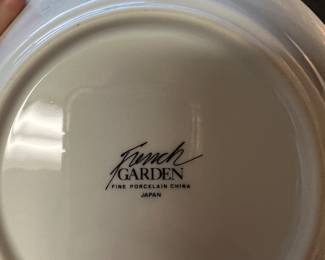 French
GARDEN
FINE PORCELAIN CHINA
JAPAN